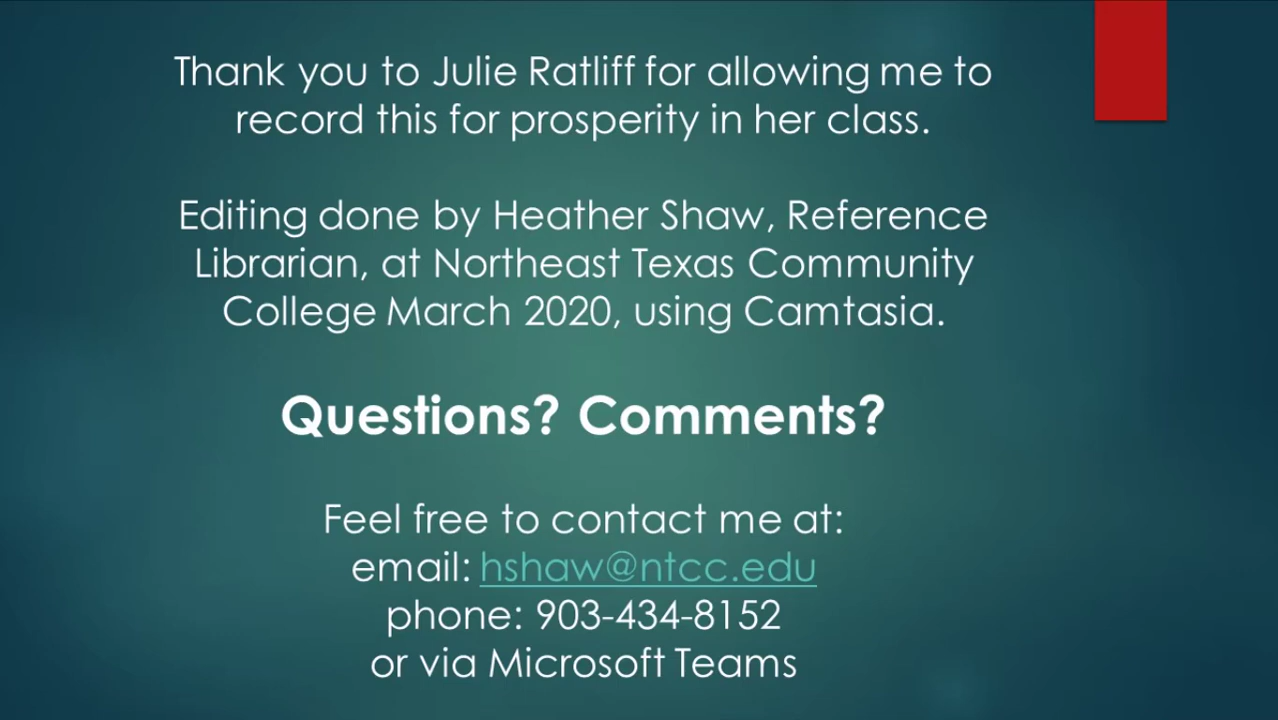 Thank you to Julie Ratliff for allowing me to
record this for prosperity in her class.
Editing done by Heather Shaw, Reference
Librarian, at Northeast Texas Community
College March 2020, using Camtasia.
Questions? Comments?
Feel free to contact me at:
email: hshaw@ntcc.edu
phone: 903-434-8152
or via Microsoft Teams